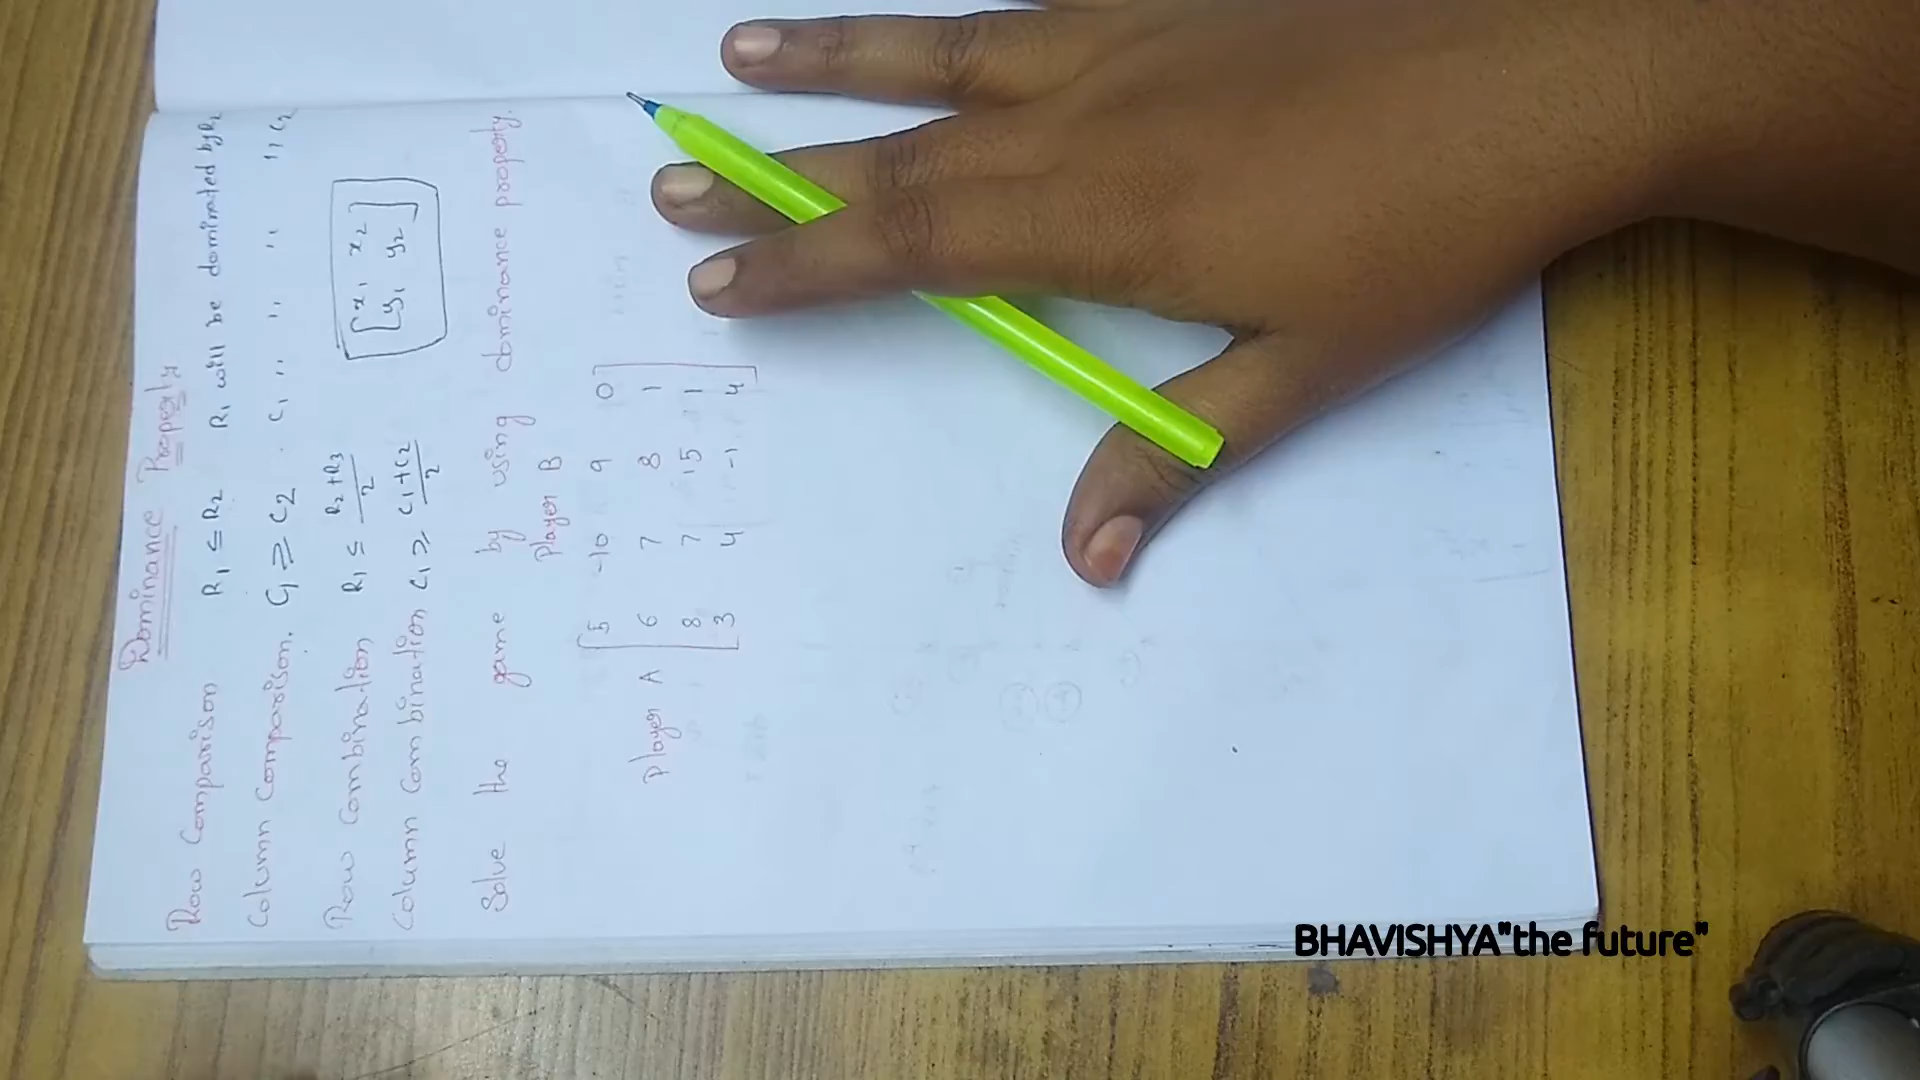 Dominance Property
Row Comparison R1 ≤ R2 R1 will be dominated by R2
Column Comparison. C1 ≥ C2 . C1 " " " " " C2
Row Combination R1 ≤ (R2+R3)/2
Column Combination C1 ≥ (C1+C2)/2
[x1 x2
y1 y2]
Solve the game by using dominance property.
Player B
[5 -10 9 0
Player A 6 7 8 1
8 7 15 1
3 4 -1 4]
BHAVISHYA"the future"